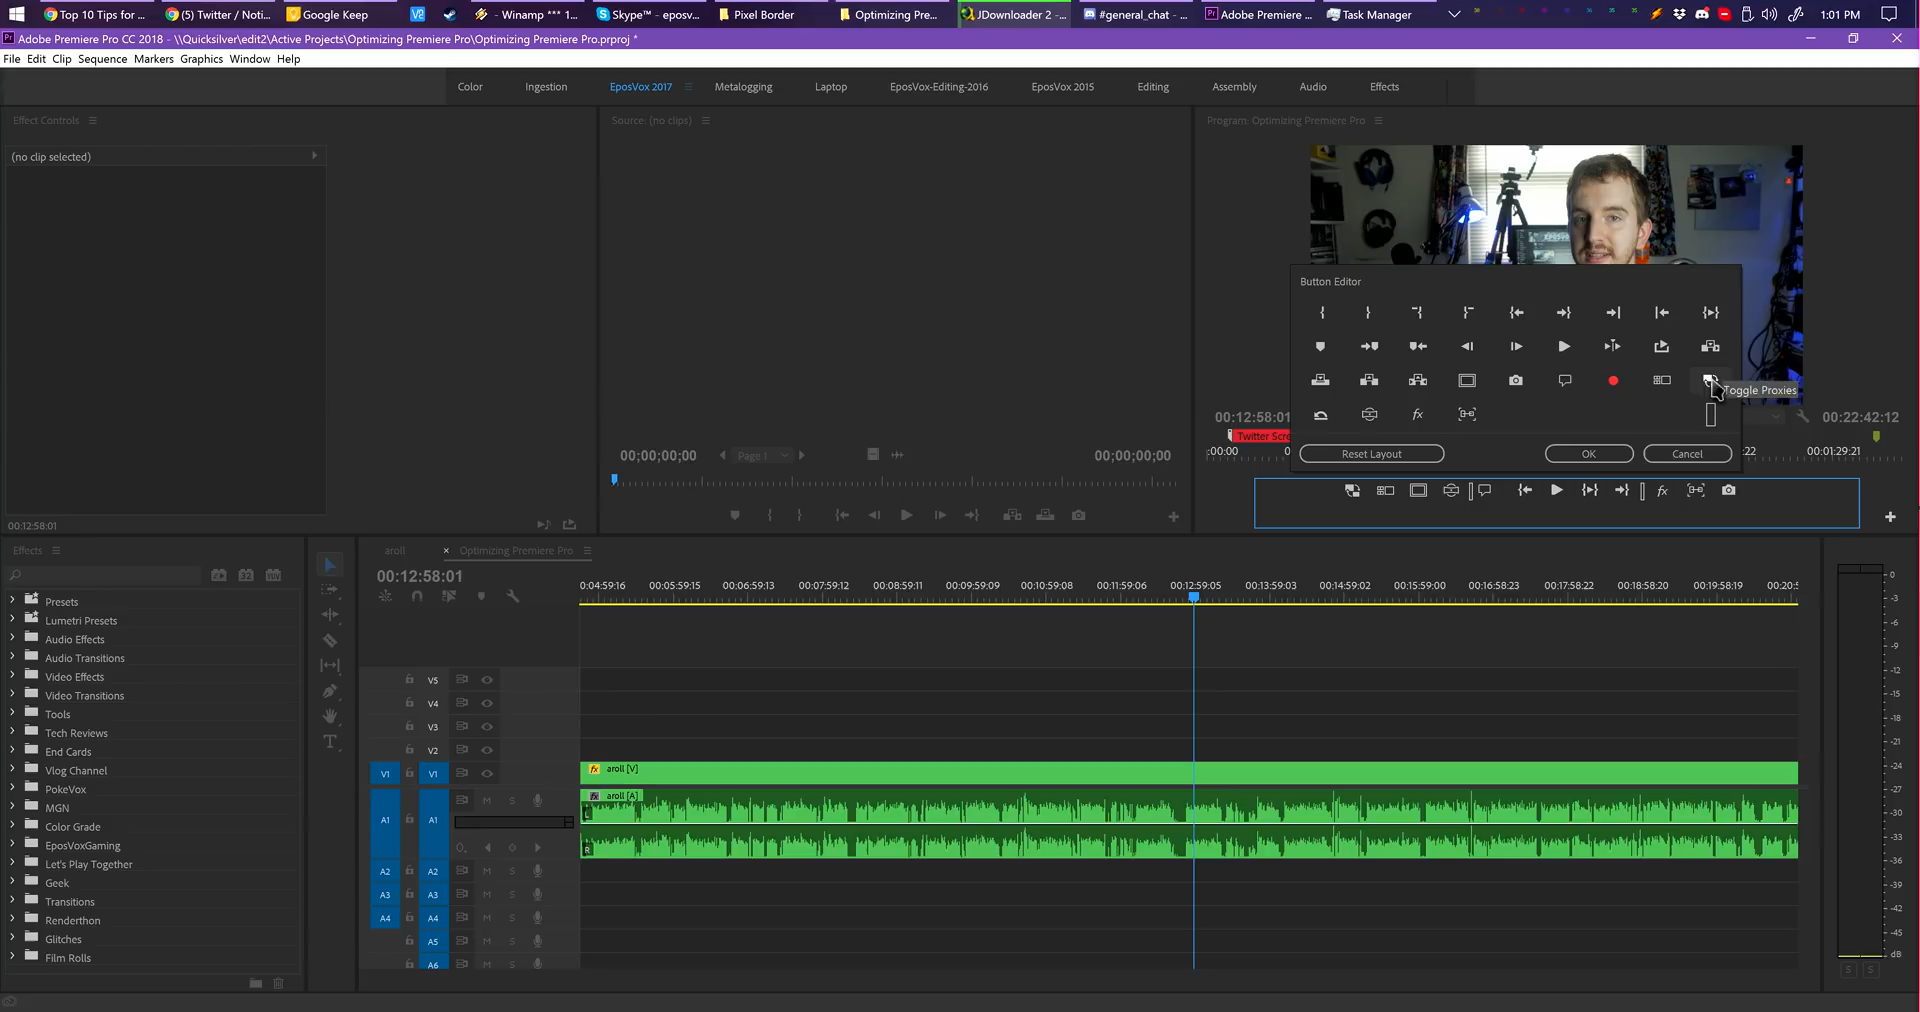 Top 10 Tips for ...
(5) Twitter / Noti...
Google Keep
Winamp *** 1...
Skype™ - eposv...
Pixel Border
Optimizing Pre...
JDownloader 2 -...
#general_chat - ...
Adobe Premiere ...
Task Manager
1:01 PM
Adobe Premiere Pro CC 2018 - \\Quicksilver\edit2\Active Projects\Optimizing Premiere Pro\Optimizing Premiere Pro.prproj *
File Edit Clip Sequence Markers Graphics Window Help
Color Ingestion EposVox 2017 Metalogging Laptop EposVox-Editing-2016 EposVox 2015 Editing Assembly Audio Effects
Effect Controls
Source: (no clips)
Program: Optimizing Premiere Pro
(no clip selected)
Button Editor
Toggle Proxies
00:12:58:01
00:22:42:12
Twitter Scre
:00:00
22
00:01:29:21
Reset Layout
OK
Cancel
00;00;00;00
Page 1
00;00;00;00
fx
00:12:58:01
Effects
aroll
× Optimizing Premiere Pro
00:12:58:01
0:04:59:16 00:05:59:15 00:06:59:13 00:07:59:12 00:08:59:11 00:09:59:09 00:10:59:08 00:11:59:06 00:12:59:05 00:13:59:03 00:14:59:02 00:15:59:00 00:16:58:23 00:17:58:22 00:18:58:20 00:19:58:19 00:20:5
Presets
Lumetri Presets
Audio Effects
Audio Transitions
Video Effects
Video Transitions
Tools
Tech Reviews
End Cards
Vlog Channel
PokeVox
MGN
Color Grade
EposVoxGaming
Let's Play Together
Geek
Transitions
Renderthon
Glitches
Film Rolls
V5
V4
V3
V2
V1 V1
fx aroll [V]
fx aroll [A]
A1 A1 M S
L
R
A2 A2 M S
A3 A3 M S
A4 A4 M S
A5 M S
A6 M S
0
-3
-6
-9
-12
-15
-18
-21
-24
-27
-30
-33
-36
-39
-42
-45
dB
S S